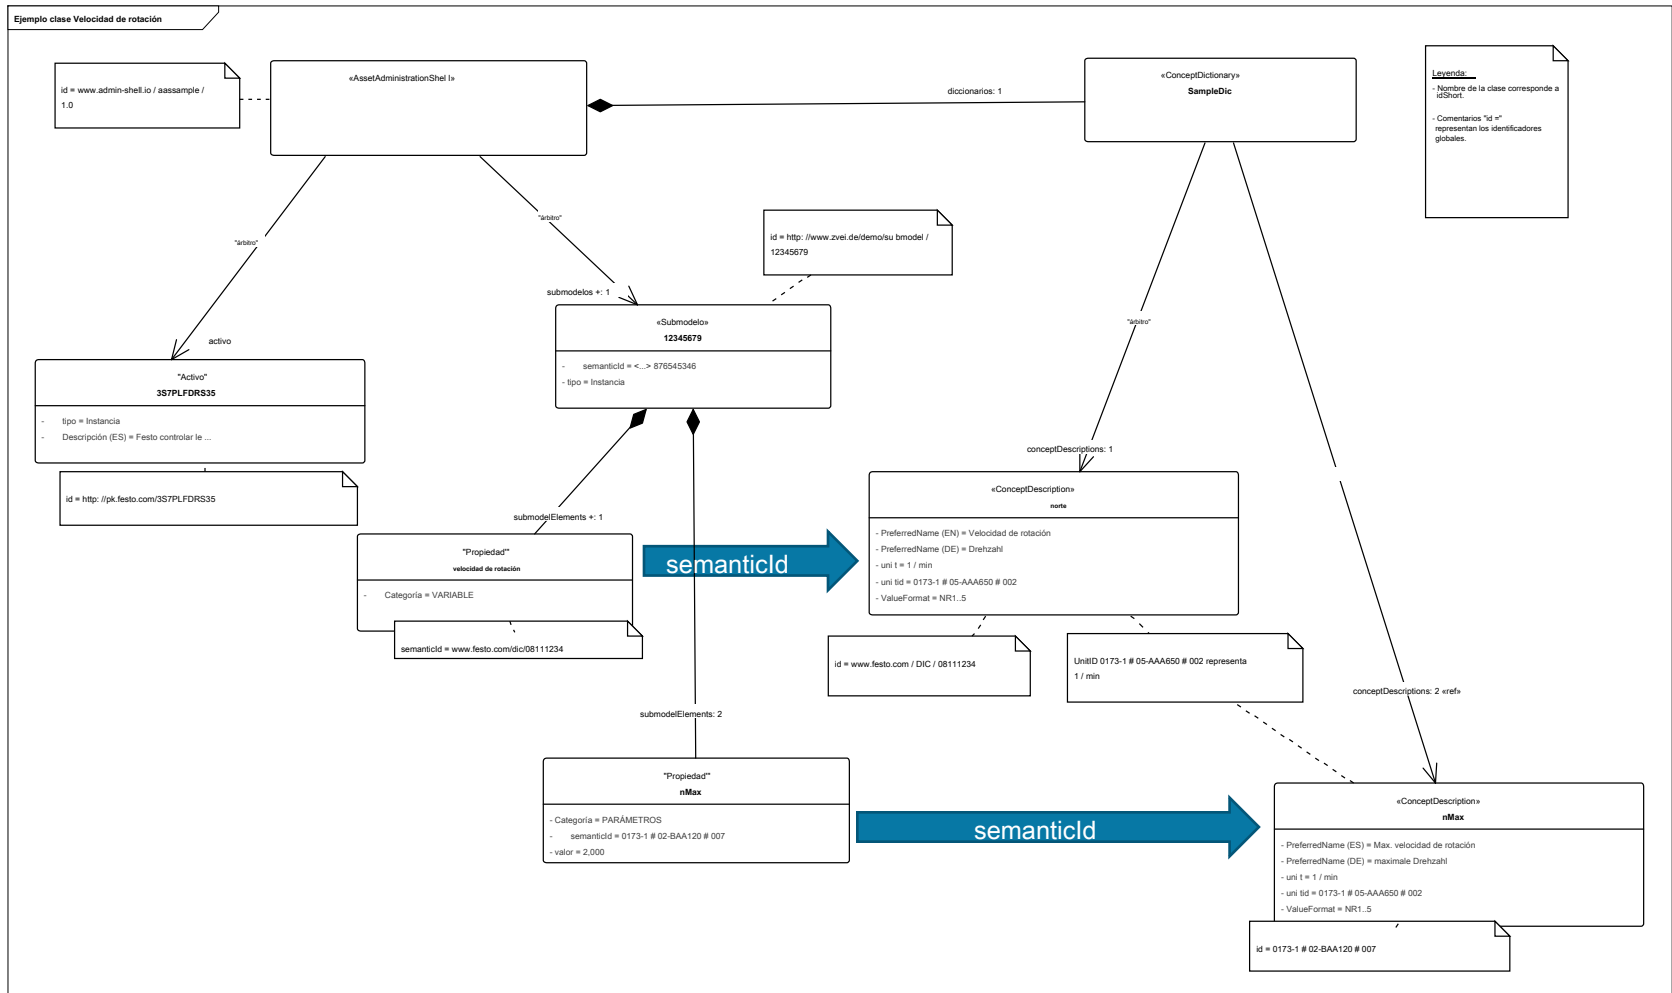 Ejemplo clase Velocidad de rotación
id = www.admin-shell.io / aassample /
1.0
«AssetAdministrationShel l»
diccionarios: 1
«ConceptDictionary»
SampleDic
Leyenda:
- Nombre de la clase corresponde a
idShort.
- Comentarios "id ="
representan los identificadores
globales.
"árbitro"
"árbitro"
id = http: //www.zvei.de/demo/su bmodel /
12345679
submodelos +: 1
activo
«Submodelo»
12345679
- semanticId = <...> 876545346
- tipo = Instancia
"árbitro"
"Activo"
3S7PLFDRS35
- tipo = Instancia
- Descripción (ES) = Festo controlar le ...
id = http: //pk.festo.com/3S7PLFDRS35
submodelElements +: 1
conceptDescriptions: 1
"Propiedad"
velocidad de rotación
- Categoría = VARIABLE
semanticId = www.festo.com/dic/08111234
semanticId
«ConceptDescription»
norte
- PreferredName (EN) = Velocidad de rotación
- PreferredName (DE) = Drehzahl
- uni t = 1 / min
- uni tid = 0173-1 # 05-AAA650 # 002
- ValueFormat = NR1..5
id = www.festo.com / DIC / 08111234
UnitID 0173-1 # 05-AAA650 # 002 representa
1 / min
conceptDescriptions: 2 «ref»
submodelElements: 2
"Propiedad"
nMax
- Categoría = PARÁMETROS
- semanticId = 0173-1 # 02-BAA120 # 007
- valor = 2,000
semanticId
«ConceptDescription»
nMax
- PreferredName (ES) = Max. velocidad de rotación
- PreferredName (DE) = maximale Drehzahl
- uni t = 1 / min
- uni tid = 0173-1 # 05-AAA650 # 002
- ValueFormat = NR1..5
id = 0173-1 # 02-BAA120 # 007